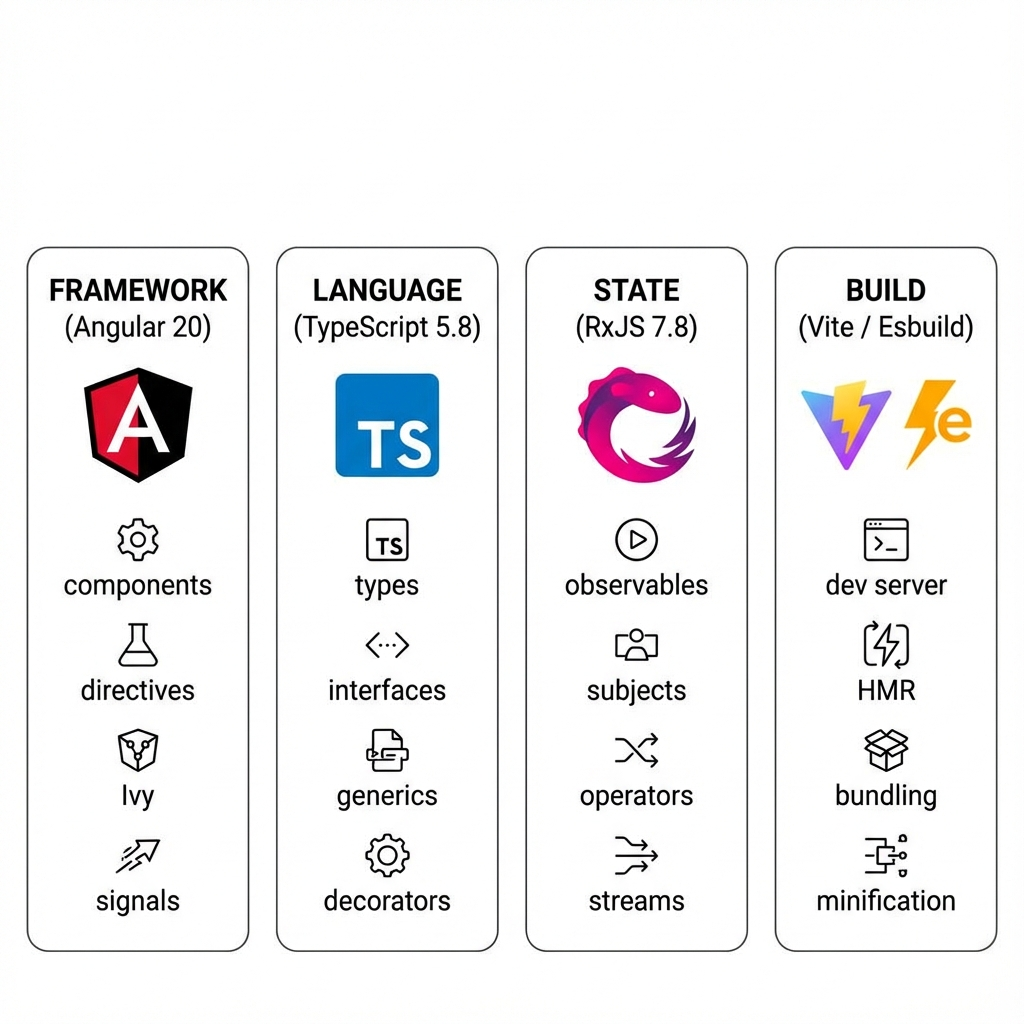 FRAMEWORK
(Angular 20)
A
components
directives
Ivy
signals
LANGUAGE
(TypeScript 5.8)
TS
TS
types
interfaces
generics
decorators
STATE
(RxJS 7.8)
observables
subjects
operators
streams
BUILD
(Vite / Esbuild)
e
dev server
HMR
bundling
minification